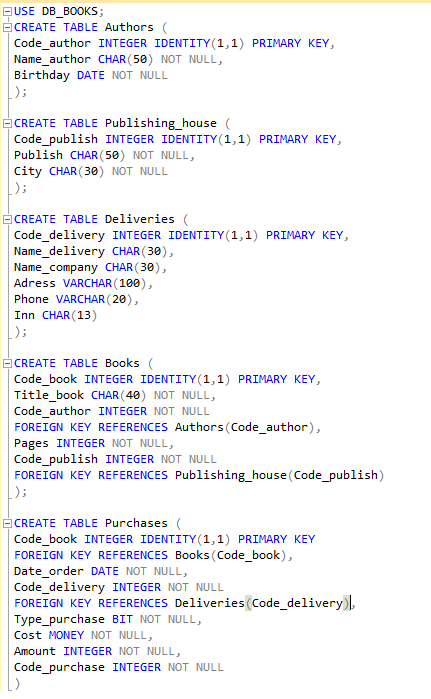 USE DB_BOOKS;
CREATE TABLE Authors (
Code_author INTEGER IDENTITY(1,1) PRIMARY KEY,
Name_author CHAR(50) NOT NULL,
Birthday DATE NOT NULL
);
CREATE TABLE Publishing_house (
Code_publish INTEGER IDENTITY(1,1) PRIMARY KEY,
Publish CHAR(50) NOT NULL,
City CHAR(30) NOT NULL
);
CREATE TABLE Deliveries (
Code_delivery INTEGER IDENTITY(1,1) PRIMARY KEY,
Name_delivery CHAR(30),
Name_company CHAR(30),
Adress VARCHAR(100),
Phone VARCHAR(20),
Inn CHAR(13)
);
CREATE TABLE Books (
Code_book INTEGER IDENTITY(1,1) PRIMARY KEY,
Title_book CHAR(40) NOT NULL,
Code_author INTEGER NOT NULL
FOREIGN KEY REFERENCES Authors(Code_author),
Pages INTEGER NOT NULL,
Code_publish INTEGER NOT NULL
FOREIGN KEY REFERENCES Publishing_house(Code_publish)
);
CREATE TABLE Purchases (
Code_book INTEGER IDENTITY(1,1) PRIMARY KEY
FOREIGN KEY REFERENCES Books(Code_book),
Date_order DATE NOT NULL,
Code_delivery INTEGER NOT NULL
FOREIGN KEY REFERENCES Deliveries(Code_delivery),
Type_purchase BIT NOT NULL,
Cost MONEY NOT NULL,
Amount INTEGER NOT NULL,
Code_purchase INTEGER NOT NULL
)